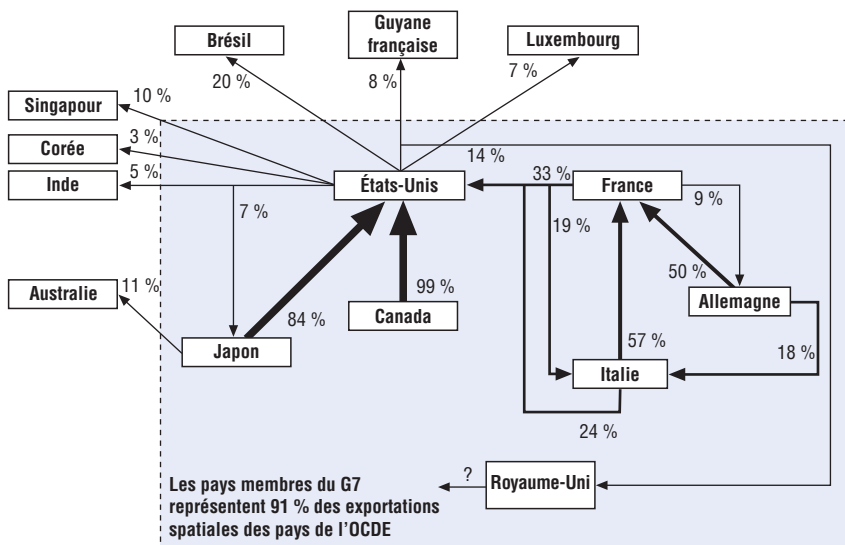 Guyane
française
Brésil
Luxembourg
20 %
8 %
7 %
Singapour
10 %
Corée
3 %
Inde
5 %
États-Unis
14 %
33 %
France
9 %
7 %
19 %
Australie
11 %
84 %
99 %
Canada
50 %
Allemagne
Japon
57 %
18 %
Italie
24 %
Les pays membres du G7
représentent 91 % des exportations
spatiales des pays de l'OCDE
?
Royaume-Uni